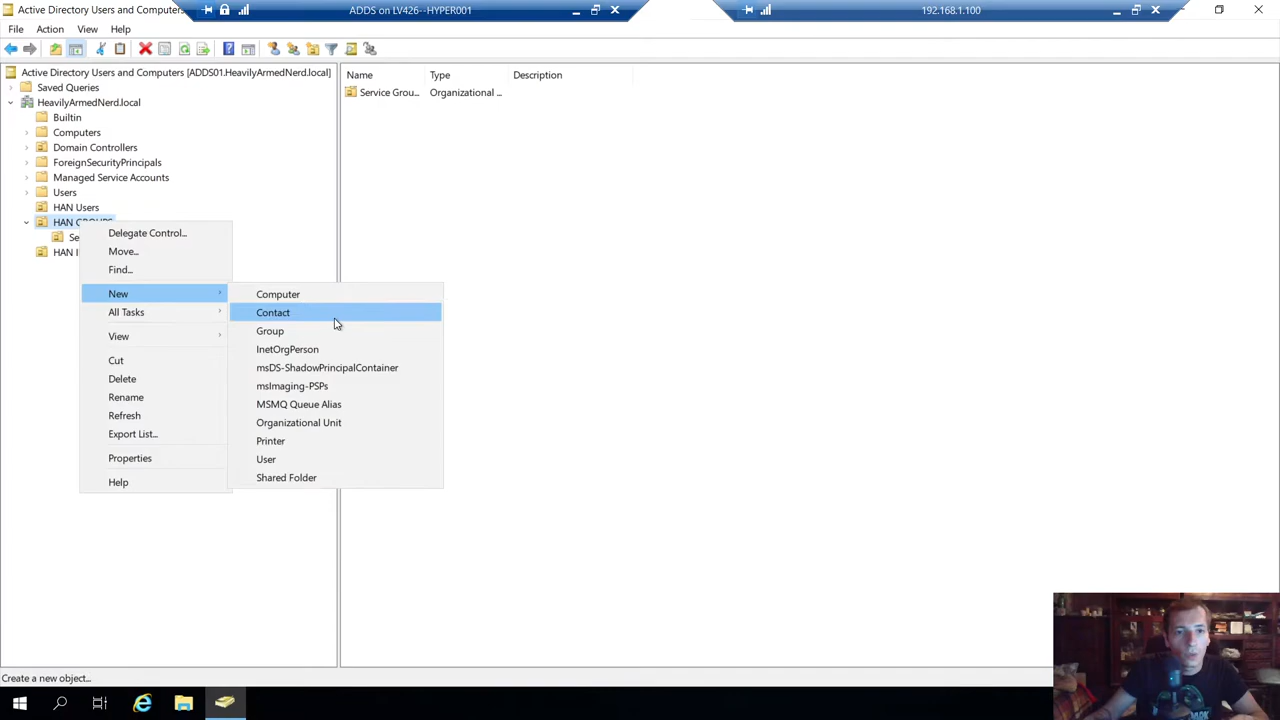 Active Directory Users and Computers
ADDS on LV426--HYPER001
192.168.1.100
File Action View Help
Active Directory Users and Computers [ADDS01.HeavilyArmedNerd.local]
Saved Queries
HeavilyArmedNerd.local
Builtin
Computers
Domain Controllers
ForeignSecurityPrincipals
Managed Service Accounts
Users
HAN Users
HAN GROUPS
Se
HAN I
Name Type Description
Service Grou... Organizational ...
Delegate Control...
Move...
Find...
New
All Tasks
View
Cut
Delete
Rename
Refresh
Export List...
Properties
Help
Computer
Contact
Group
InetOrgPerson
msDS-ShadowPrincipalContainer
msImaging-PSPs
MSMQ Queue Alias
Organizational Unit
Printer
User
Shared Folder
Create a new object...